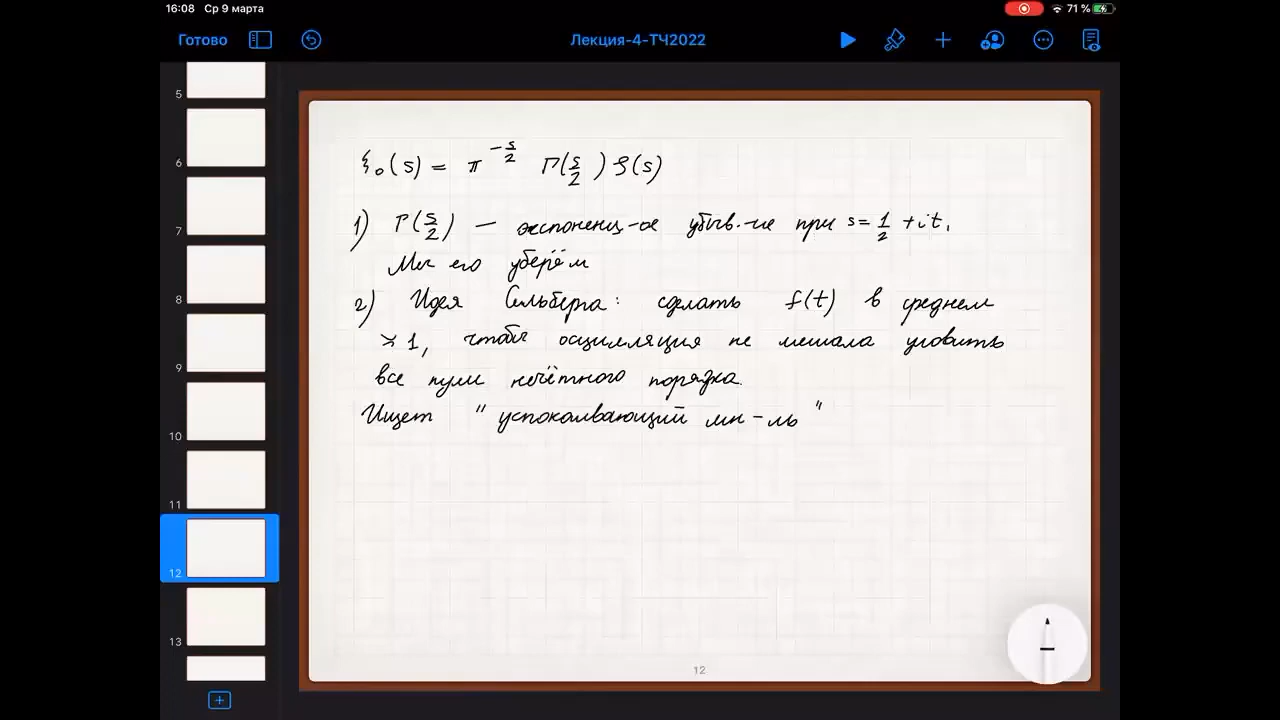 16:08 Ср 9 марта
71 %
Готово
Лекция-4-ТЧ2022
5
6
7
8
9
10
11
12
13
ξ₀(s) = π^(-s/2) Γ(s/2) ζ(s)
1) Γ(s/2) — экспоненц-ое убыв.-ие при s = 1/2 + it.
Мы его уберём
2) Идея Сельберга: сделать f(t) в среднем
≍ 1, чтобы осцилляция не мешала уловить
все нули нечётного порядка.
Ищет "успокаивающий мн-ль"
12